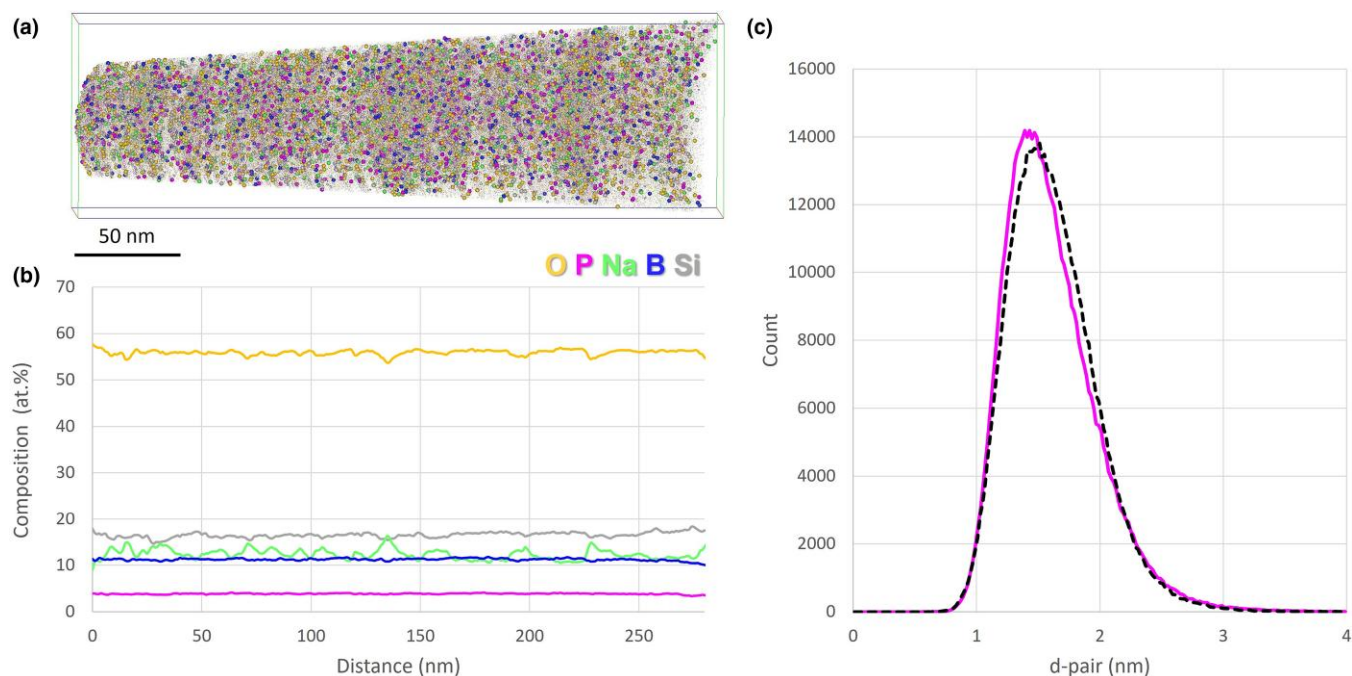 (a)
50 nm
O P Na B Si
(b)
70
60
50
40
30
20
10
0
Composition (at.%)
0 50 100 150 200 250
Distance (nm)
(c)
16000
14000
12000
10000
8000
6000
4000
2000
0
Count
0 1 2 3 4
d-pair (nm)